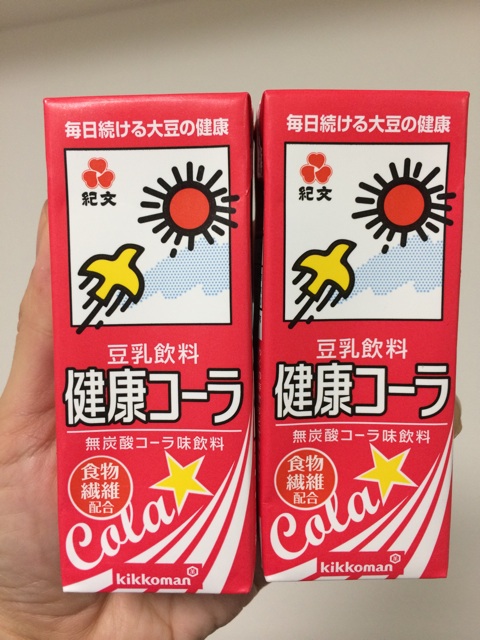 毎日続ける大豆の健康
紀文
豆乳飲料
健康コーラ
無炭酸コーラ味飲料
食物
繊維
配合
Cola
kikkoman
毎日続ける大豆の健康
紀文
豆乳飲料
健康コーラ
無炭酸コーラ味飲料
食物
繊維
配合
Cola
kikkoman